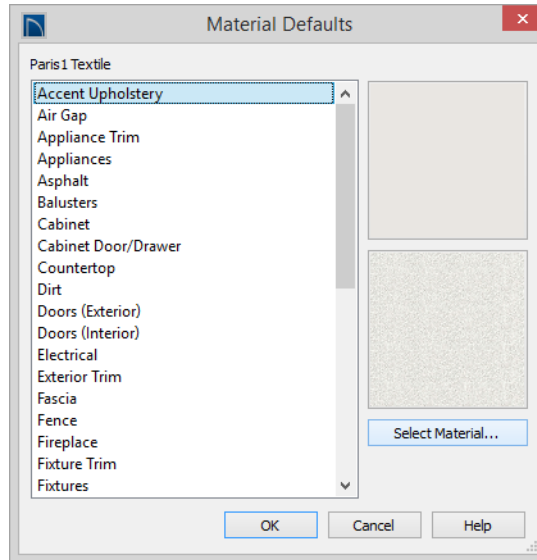 Material Defaults
Paris1 Textile
Accent Upholstery
Air Gap
Appliance Trim
Appliances
Asphalt
Balusters
Cabinet
Cabinet Door/Drawer
Countertop
Dirt
Doors (Exterior)
Doors (Interior)
Electrical
Exterior Trim
Fascia
Fence
Fireplace
Fixture Trim
Fixtures
Select Material...
OK
Cancel
Help